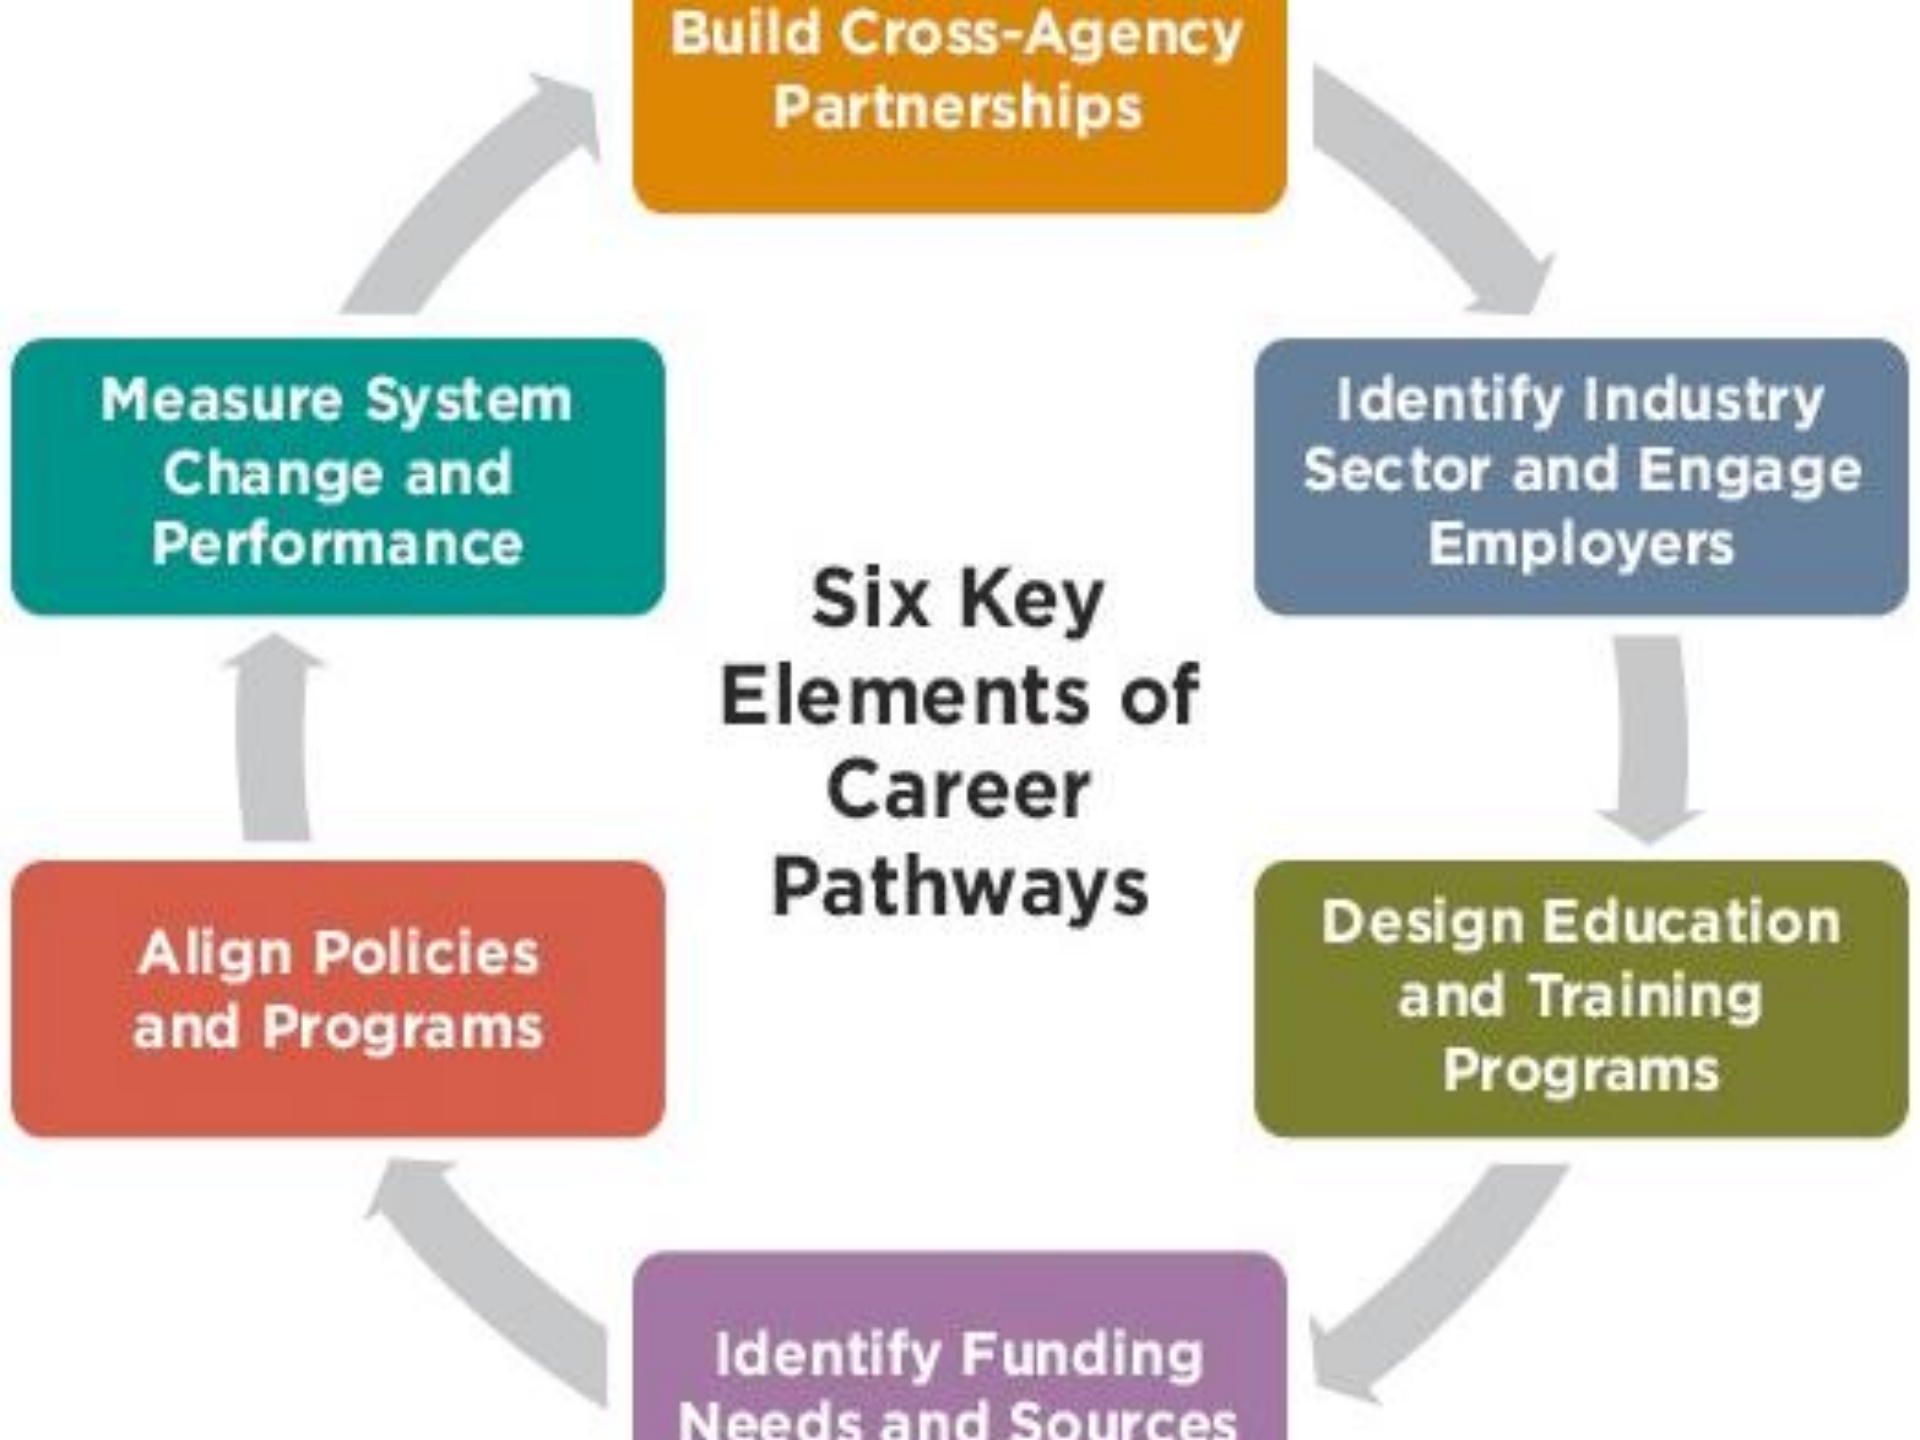 Build Cross-Agency
Partnerships
Identify Industry
Sector and Engage
Employers
Design Education
and Training
Programs
Identify Funding
Needs and Sources
Align Policies
and Programs
Measure System
Change and
Performance
Six Key
Elements of
Career
Pathways